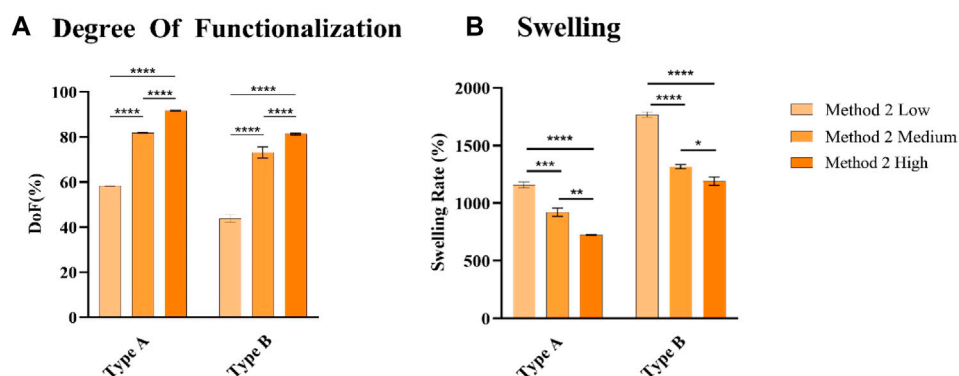 A Degree Of Functionalization
****
****
****
****
****
****
100
80
60
40
20
0
DoF(%)
Type A
Type B
B Swelling
****
****
*
****
***
**
2000
1500
1000
500
0
Swelling Rate (%)
Type A
Type B
Method 2 Low
Method 2 Medium
Method 2 High